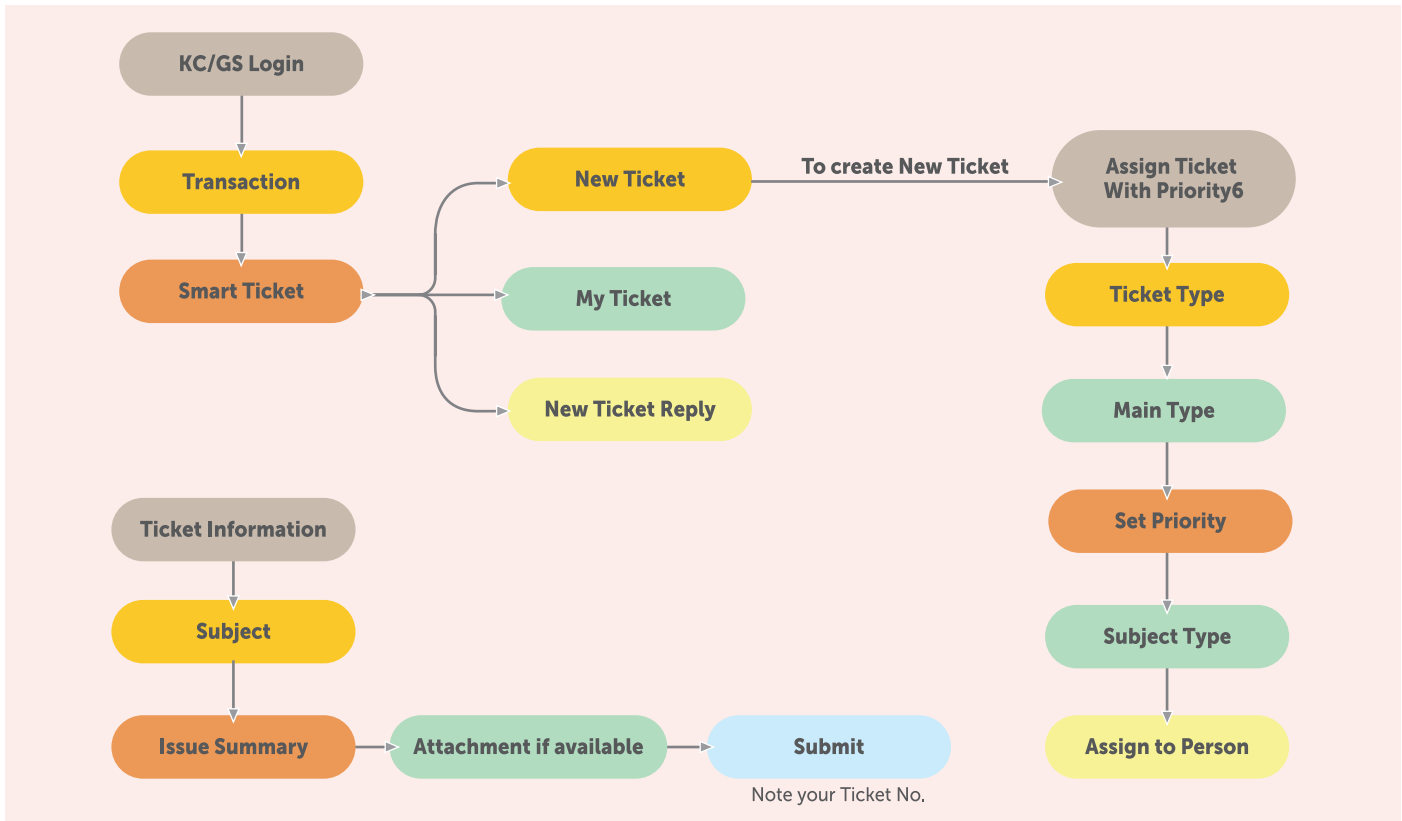 KC/GS Login
Transaction
Smart Ticket
New Ticket
My Ticket
New Ticket Reply
To create New Ticket
Assign Ticket
With Priority6
Ticket Type
Main Type
Set Priority
Subject Type
Assign to Person
Ticket Information
Subject
Issue Summary
Attachment if available
Submit
Note your Ticket No.